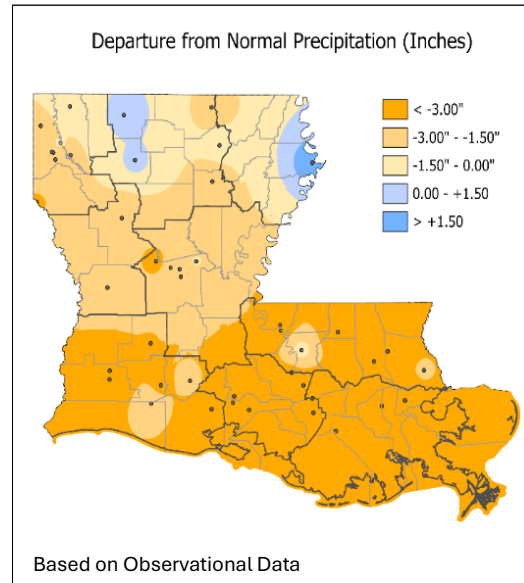 Departure from Normal Precipitation (Inches)
< -3.00"
-3.00" - -1.50"
-1.50" - 0.00"
0.00 - +1.50
> +1.50
Based on Observational Data